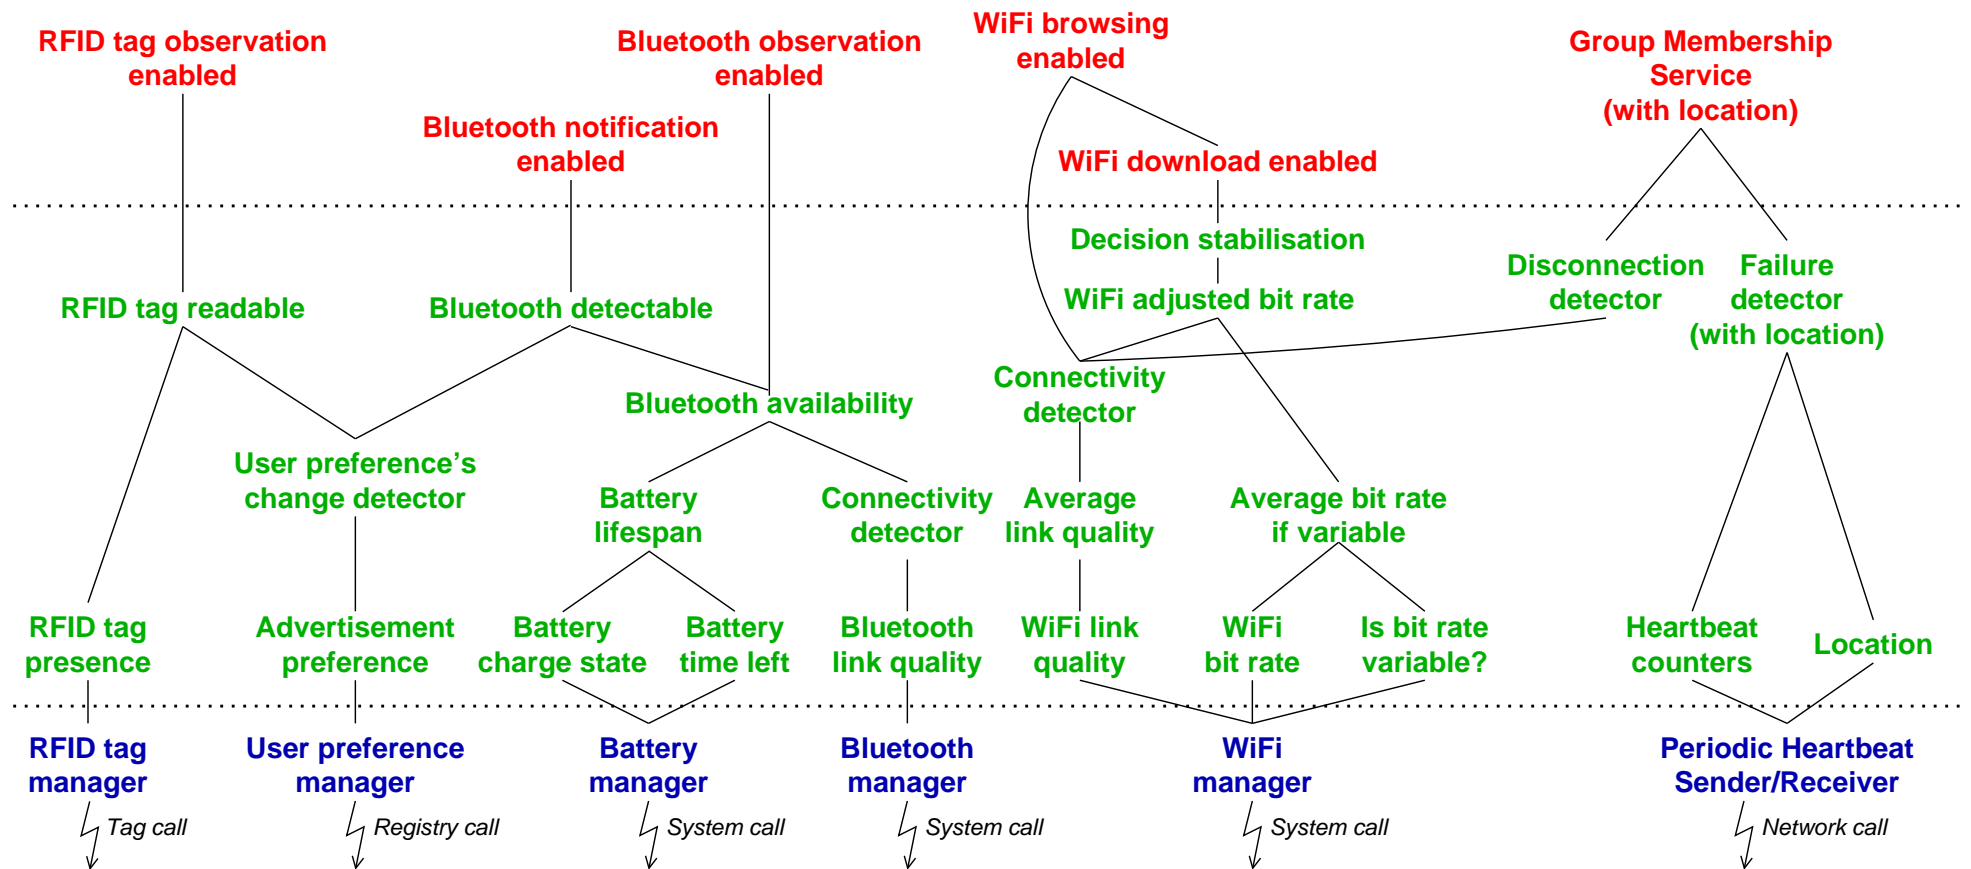 RFID tag observation
enabled
Bluetooth observation
enabled
WiFi browsing
enabled
Group Membership
Service
(with location)
Bluetooth notification
enabled
WiFi download enabled
Decision stabilisation
Disconnection
detector
Failure
detector
(with location)
RFID tag readable
Bluetooth detectable
WiFi adjusted bit rate
Bluetooth availability
Connectivity
detector
User preference's
change detector
Battery
lifespan
Connectivity
detector
Average
link quality
Average bit rate
if variable
RFID tag
presence
Advertisement
preference
Battery
charge state
Battery
time left
Bluetooth
link quality
WiFi link
quality
WiFi
bit rate
Is bit rate
variable?
Heartbeat
counters
Location
RFID tag
manager
User preference
manager
Battery
manager
Bluetooth
manager
WiFi
manager
Periodic Heartbeat
Sender/Receiver
Tag call
Registry call
System call
System call
System call
Network call